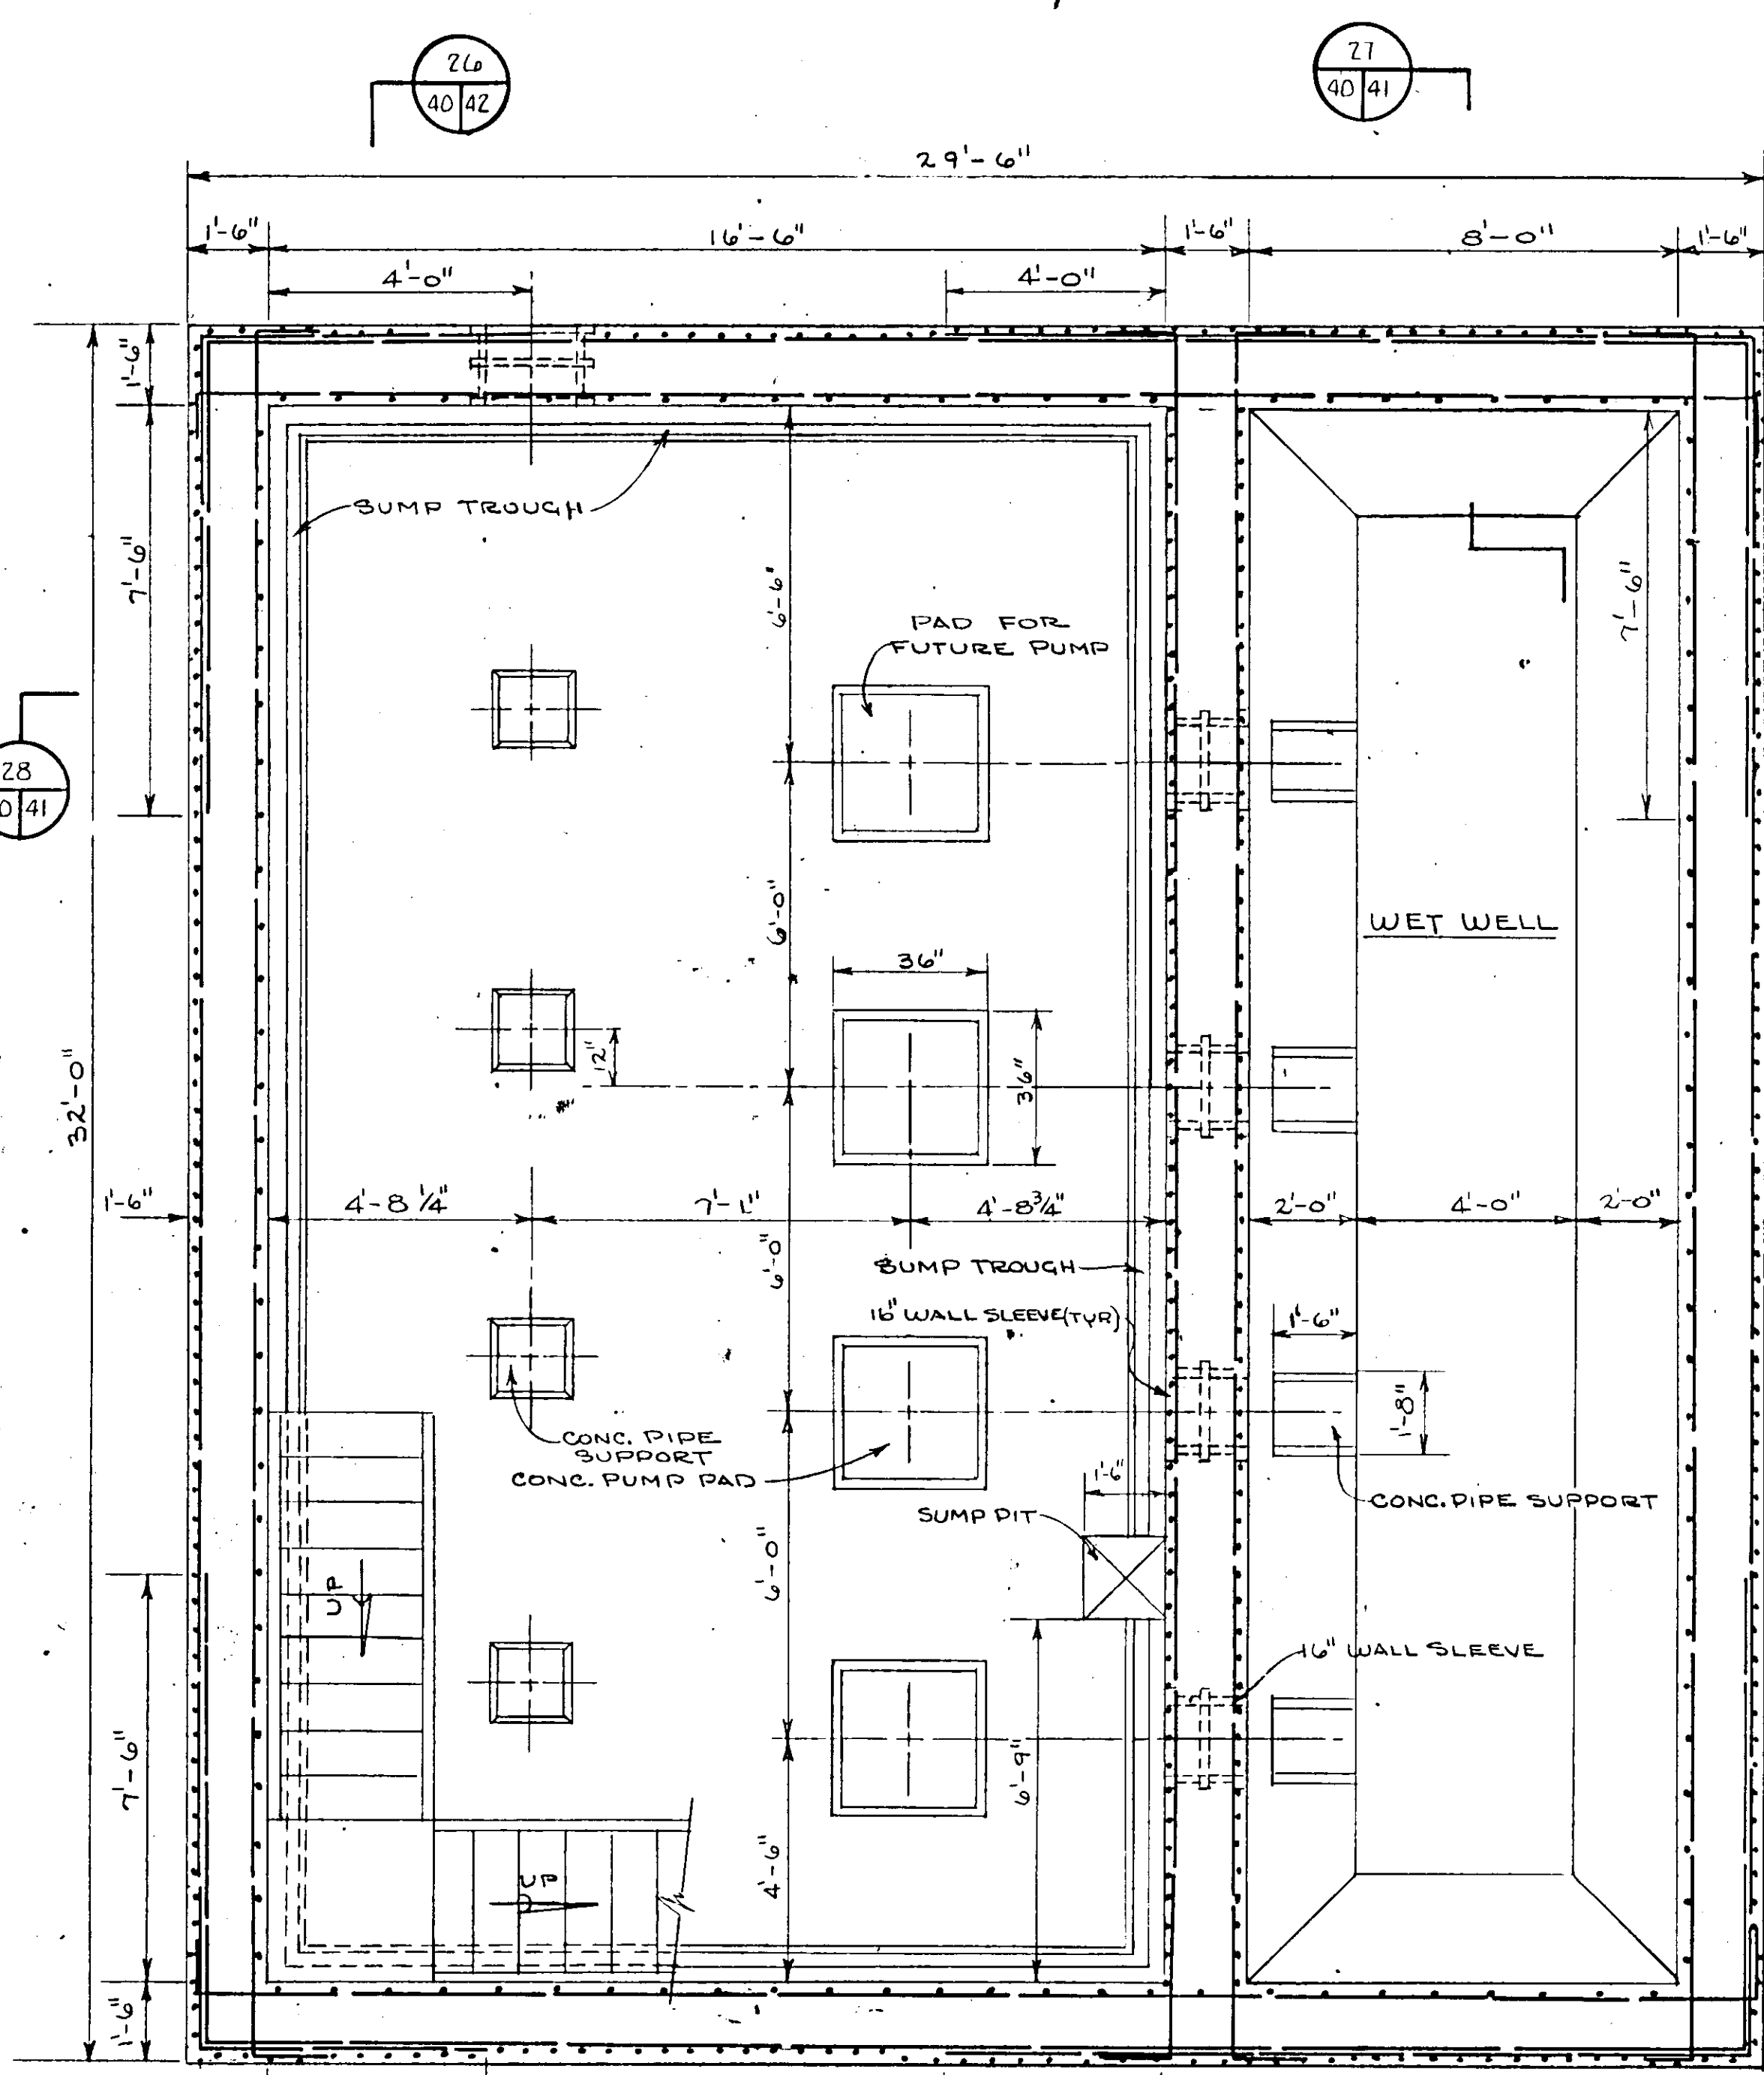 26
40 42
27
40 41
29'-6"
1'-6"
16'-6"
1'-6"
8'-0"
1'-6"
4'-0"
4'-0"
1'-6"
SUMP TROUGH
7'-6"
6'-6"
7'-6"
PAD FOR
FUTURE PUMP
28
41
6'-0"
WET WELL
36"
12"
36"
32'-0"
1'-6"
4'-8 1/4"
7'-1"
4'-8 3/4"
2'-0"
4'-0"
2'-0"
6'-0"
SUMP TROUGH
16" WALL SLEEVE (TYP.)
1'-6"
1'-8"
CONC. PIPE
SUPPORT
CONC. PUMP PAD
1'-6"
CONC. PIPE SUPPORT
SUMP PIT
6'-0"
UP
16" WALL SLEEVE
7'-6"
6'-9"
4'-6"
UP
1'-6"